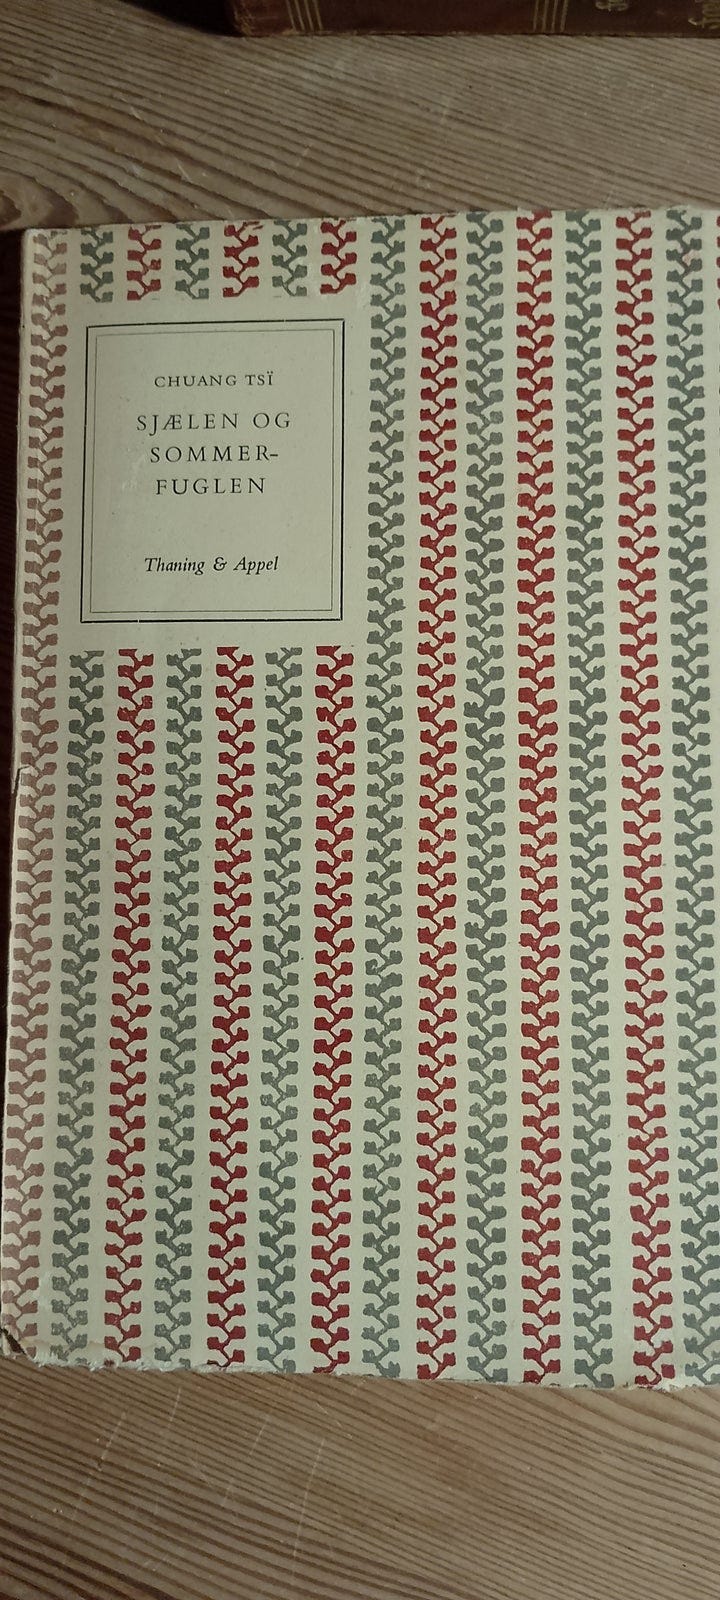 CHUANG TSÏ
SJÆLEN OG
SOMMER-
FUGLEN
Thaning & Appel